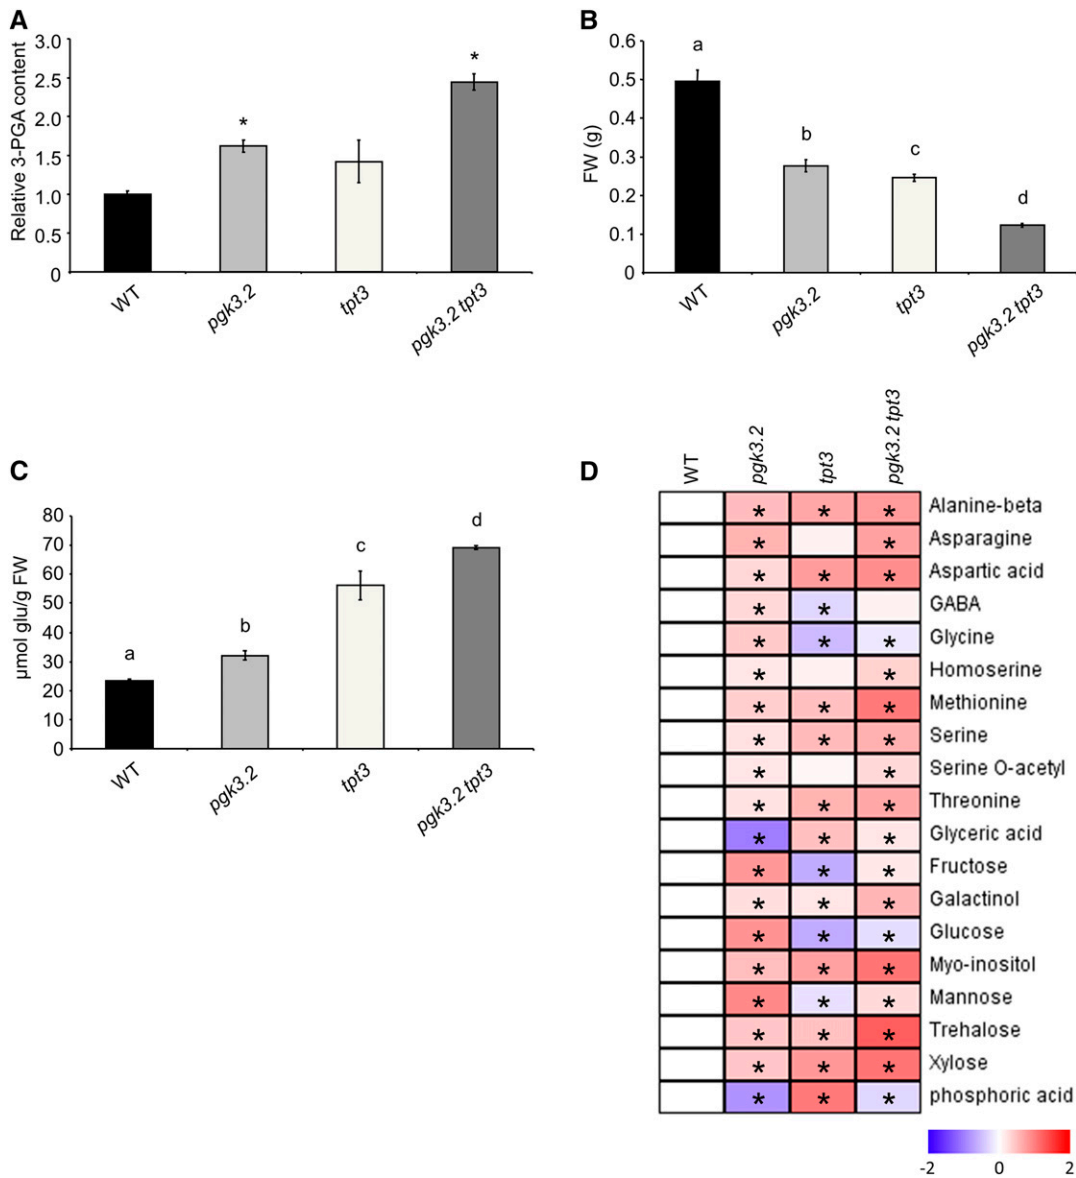 A
Relative 3-PGA content
3.0
2.5
2.0
1.5
1.0
0.5
0
*
*
WT
pgk3.2
tpt3
pgk3.2 tpt3
B
FW (g)
0.6
0.5
0.4
0.3
0.2
0.1
0
a
b
c
d
WT
pgk3.2
tpt3
pgk3.2 tpt3
C
µmol glu/g FW
80
70
60
50
40
30
20
10
0
a
b
c
d
WT
pgk3.2
tpt3
pgk3.2 tpt3
D
WT pgk3.2 tpt3 pgk3.2 tpt3
* * * Alanine-beta
* * Asparagine
* * * Aspartic acid
* * GABA
* * * Glycine
* * Homoserine
* * * Methionine
* * * Serine
* * Serine O-acetyl
* * * Threonine
* * * Glyceric acid
* * * Fructose
* * * Galactinol
* * * Glucose
* * * Myo-inositol
* * * Mannose
* * * Trehalose
* * * Xylose
* * * phosphoric acid
-2 0 2